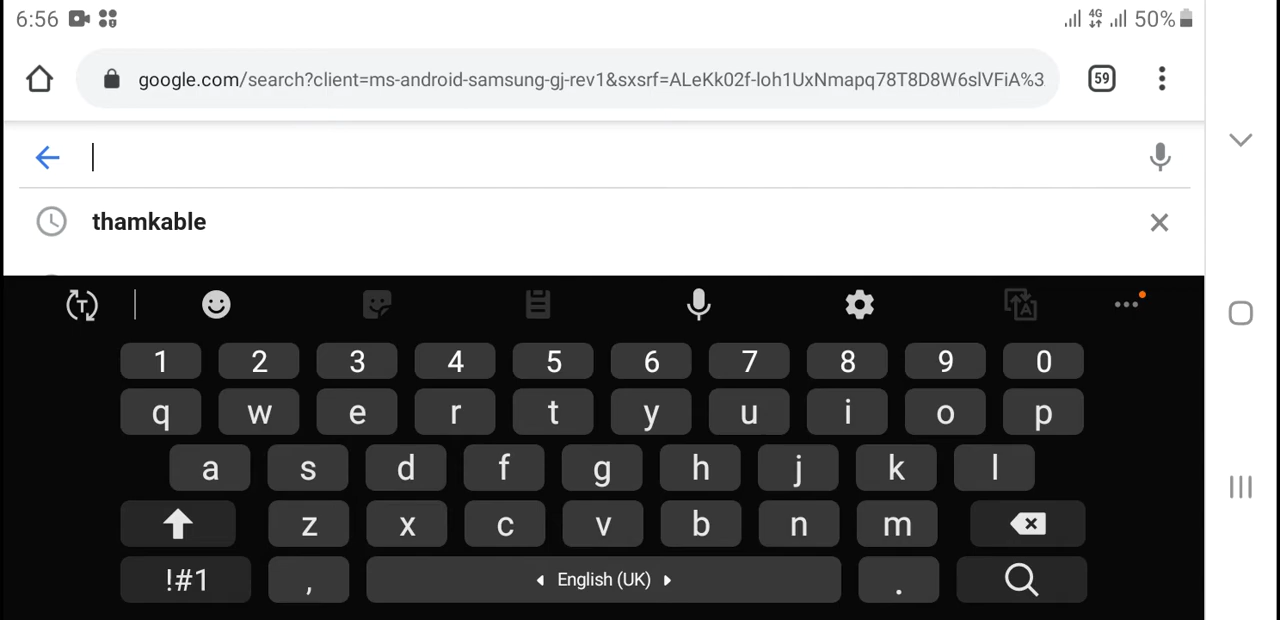 6:56 4G 50%
google.com/search?client=ms-android-samsung-gj-rev1&sxsrf=ALeKk02f-loh1UxNmapq78T8D8W6slVFiA%3
59
thamkable
T A
1 2 3 4 5 6 7 8 9 0
q w e r t y u i o p
a s d f g h j k l
z x c v b n m
!#1 , English (UK) .